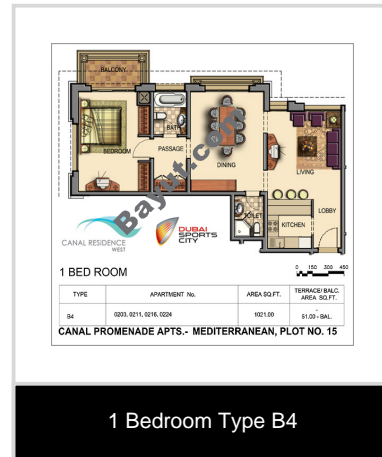 BALCONY
BATH
BEDROOM
PASSAGE
DINING
LIVING
TOILET
KITCHEN
LOBBY
Bayut.com
CANAL RESIDENCE
WEST
DUBAI
SPORTS
CITY
1 BED ROOM
0 150 300 450
TYPE APARTMENT No. AREA SQ.FT. TERRACE/ BALC. AREA SQ.FT.
B4 0203, 0211, 0216, 0224 1021.00 - 51.00 - BAL.
CANAL PROMENADE APTS.- MEDITERRANEAN, PLOT NO. 15
1 Bedroom Type B4